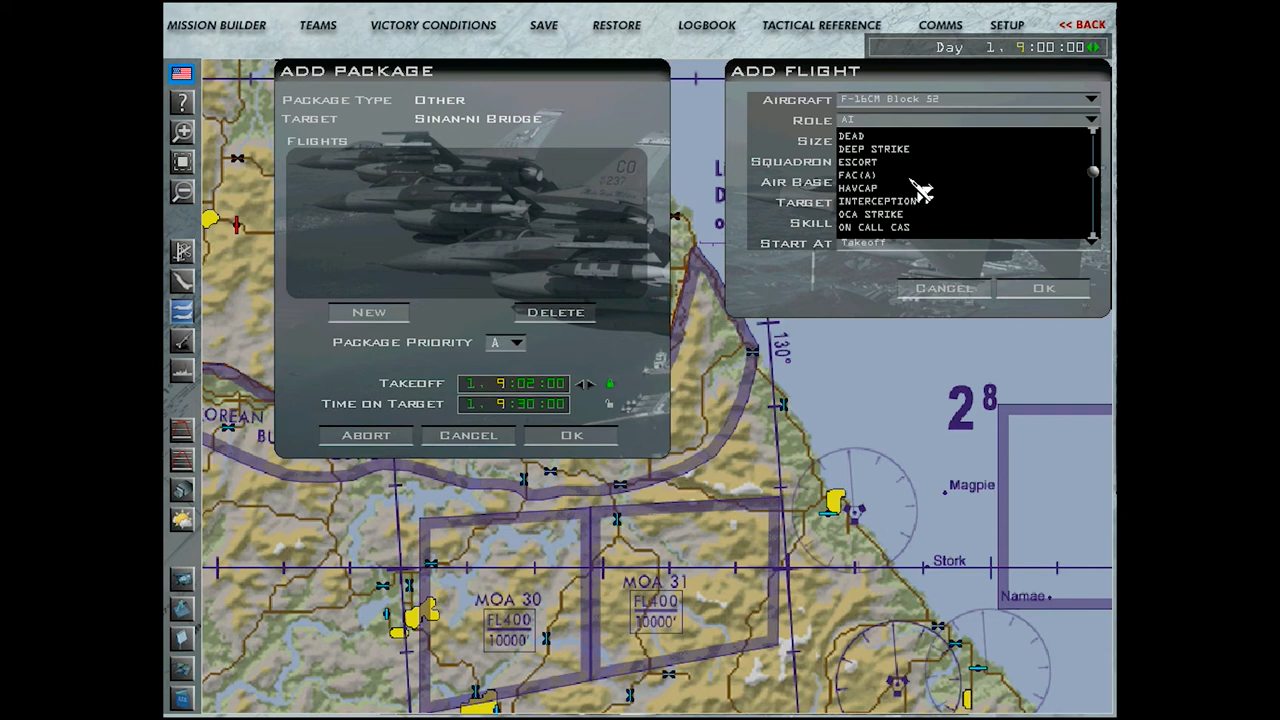 MISSION BUILDER TEAMS VICTORY CONDITIONS SAVE RESTORE LOGBOOK TACTICAL REFERENCE COMMS SETUP << BACK
Day 1, 9:00:00
ADD PACKAGE
PACKAGE TYPE OTHER
TARGET SINAN-NI BRIDGE
FLIGHTS
NEW DELETE
PACKAGE PRIORITY A
TAKEOFF 1, 9:02:00
TIME ON TARGET 1, 9:30:00
ABORT CANCEL OK
ADD FLIGHT
AIRCRAFT F-16CM Block 52
ROLE AI
SIZE
SQUADRON
AIR BASE
TARGET
SKILL
START AT Takeoff
DEAD
DEEP STRIKE
ESCORT
FAC(A)
HAVCAP
INTERCEPTION
OCA STRIKE
ON CALL CAS
CANCEL OK
CO
237
130°
2⁸
OREAN
Magpie
Stork
Namae
MOA 30
FL400
10000'
MOA 31
FL400
10000'